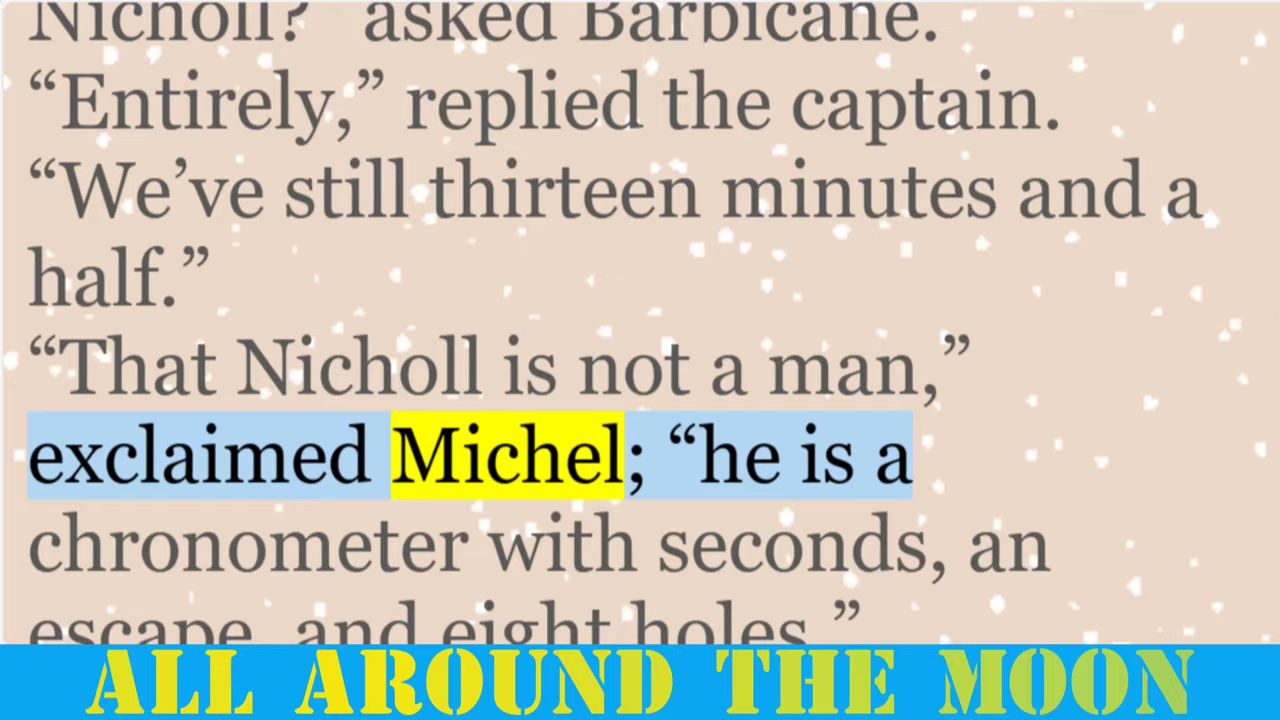 Nicholl?” asked Barbicane.
“Entirely,” replied the captain.
“We’ve still thirteen minutes and a
half.”
“That Nicholl is not a man,”
exclaimed Michel; “he is a
chronometer with seconds, an
escape, and eight holes.”
ALL AROUND THE MOON